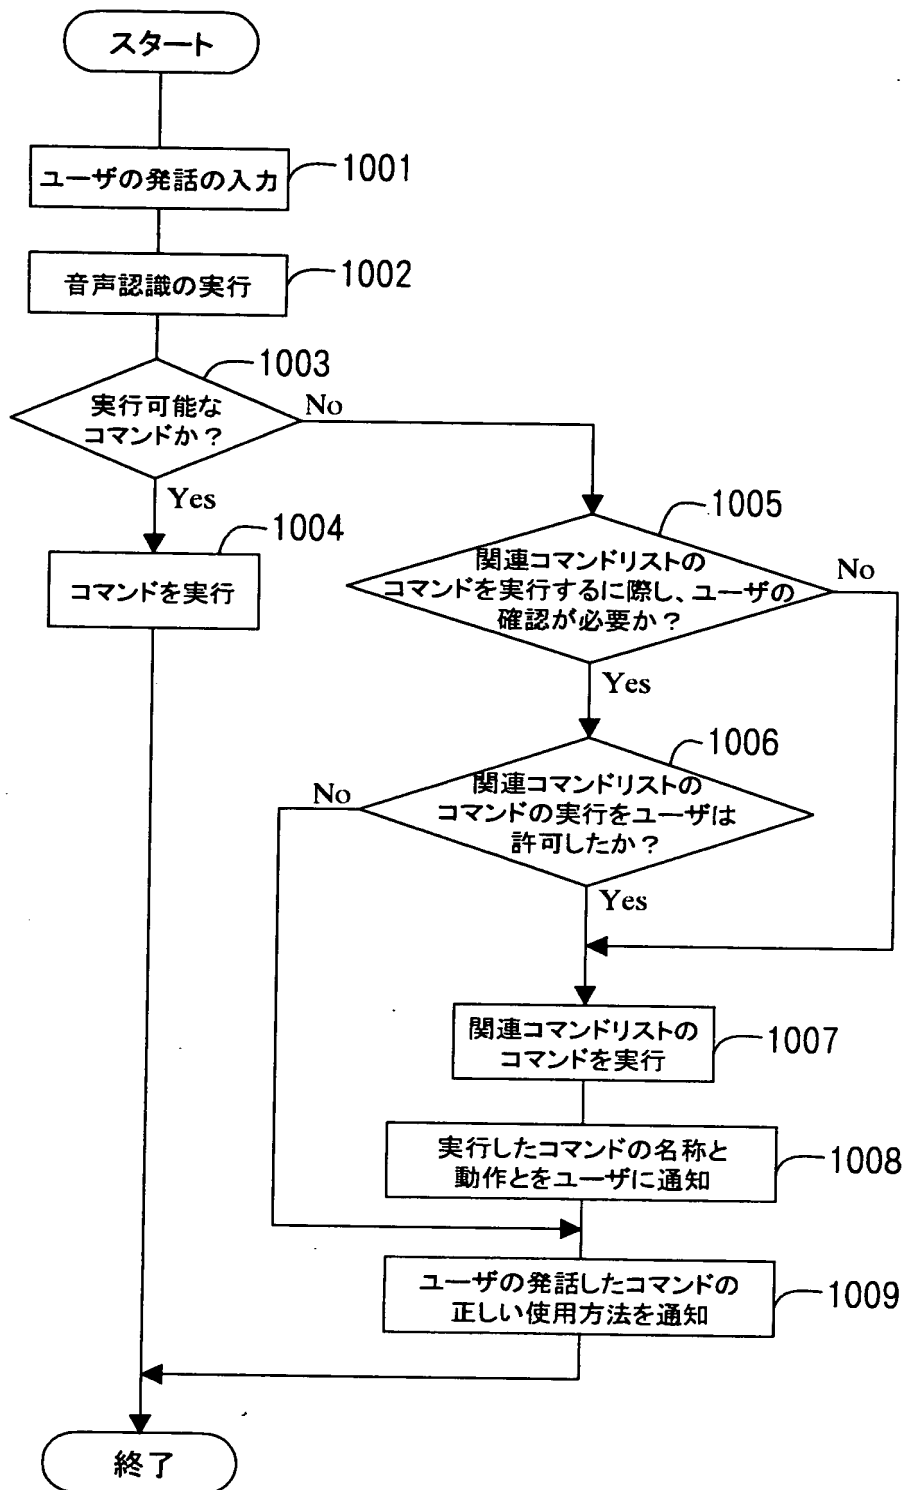 スタート
ユーザの発話の入力
1001
音声認識の実行
1002
1003
実行可能な
コマンドか?
No
Yes
1004
コマンドを実行
1005
関連コマンドリストの
コマンドを実行するに際し、ユーザの
確認が必要か?
No
Yes
1006
関連コマンドリストの
コマンドの実行をユーザは
許可したか?
No
Yes
関連コマンドリストの
コマンドを実行
1007
実行したコマンドの名称と
動作とをユーザに通知
1008
ユーザの発話したコマンドの
正しい使用方法を通知
1009
終了